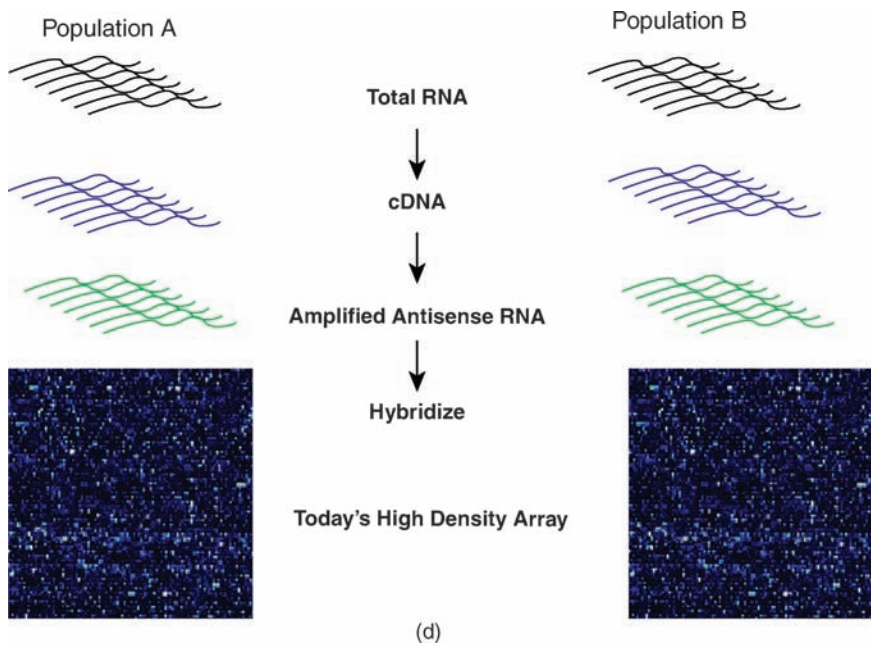 Population A
Population B
Total RNA
cDNA
Amplified Antisense RNA
Hybridize
Today's High Density Array
(d)